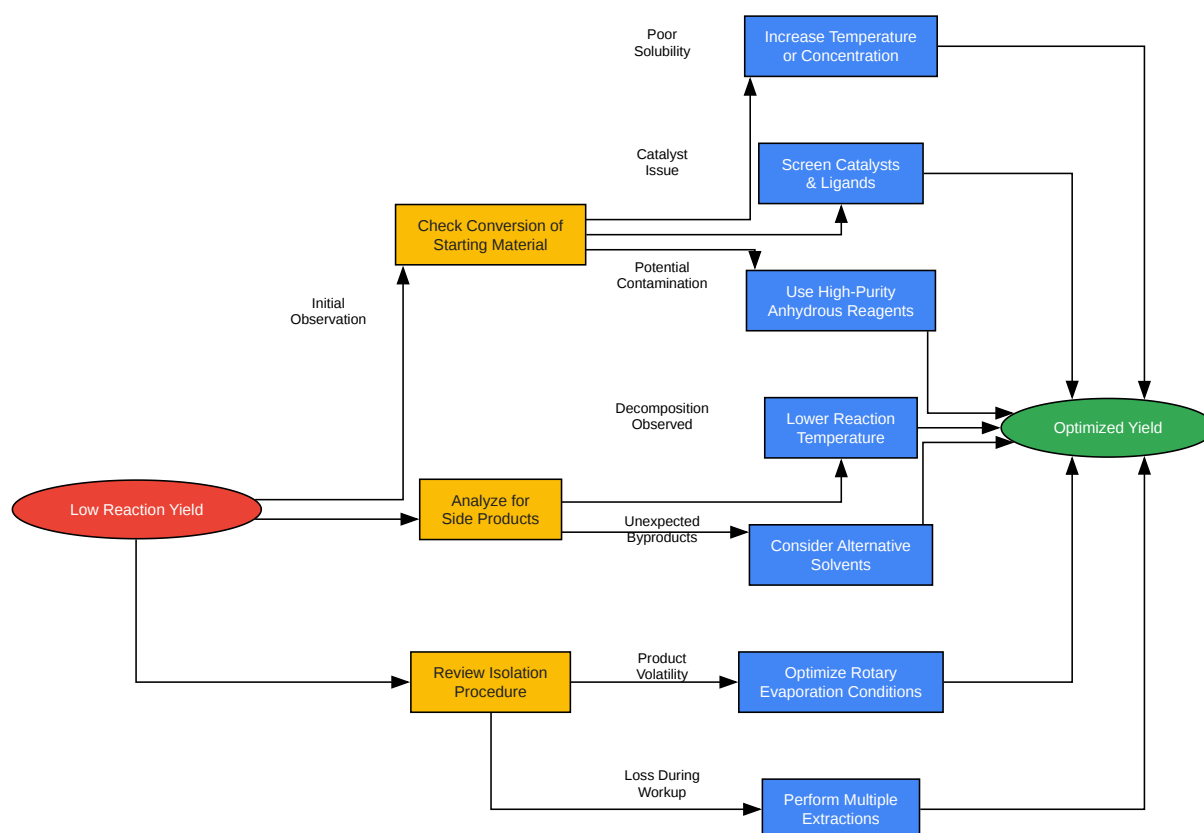 Poor
Solubility
Increase Temperature
or Concentration
Catalyst
Issue
Screen Catalysts
& Ligands
Check Conversion of
Starting Material
Potential
Contamination
Use High-Purity
Anhydrous Reagents
Initial
Observation
Decomposition
Observed
Lower Reaction
Temperature
Optimized Yield
Low Reaction Yield
Analyze for
Side Products
Unexpected
Byproducts
Consider Alternative
Solvents
Review Isolation
Procedure
Product
Volatility
Optimize Rotary
Evaporation Conditions
Loss During
Workup
Perform Multiple
Extractions